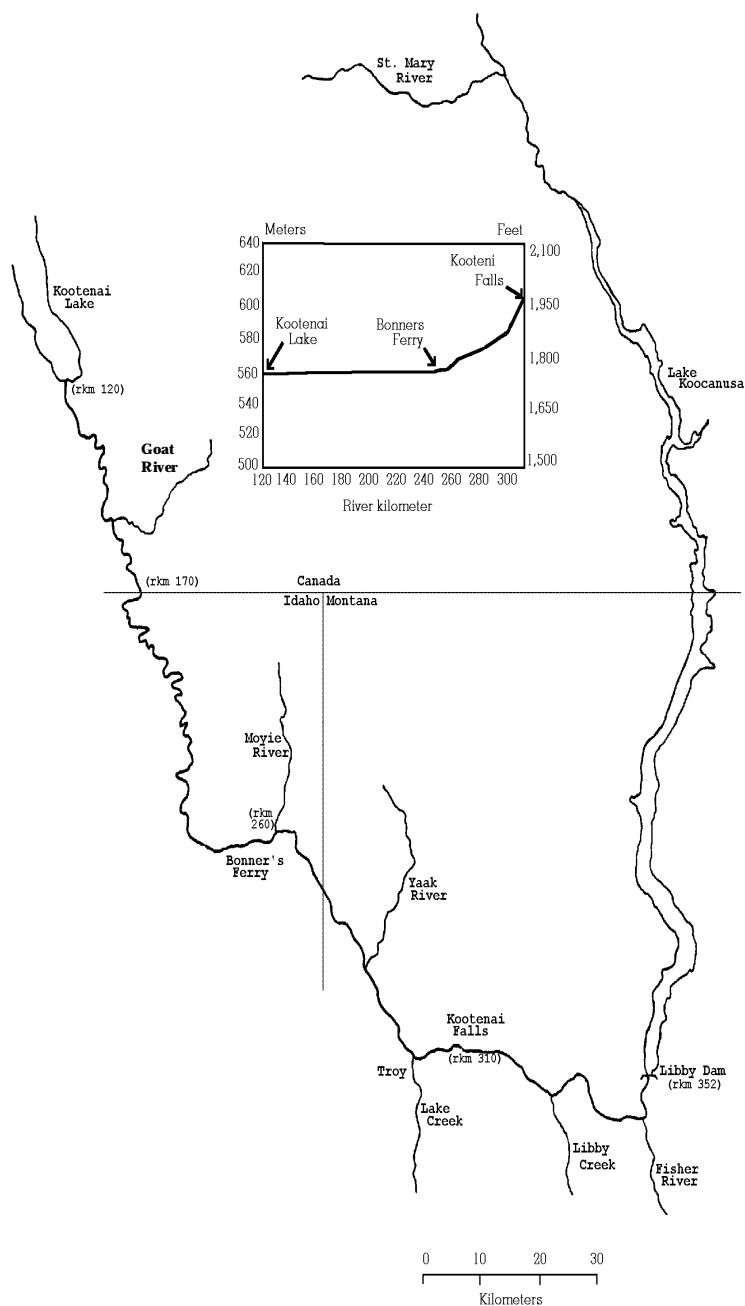 St. Mary
River
Kootenai
Lake
(rkm 120)
Goat
River
Meters
Feet
640
620
600
580
560
540
520
500
2,100
1,950
1,800
1,650
1,500
Kooteni
Falls
Kootenai
Lake
Bonners
Ferry
120 140 160 180 200 220 240 260 280 300
River kilometer
Lake
Koocanusa
(rkm 170)
Canada
Idaho Montana
Moyie
River
(rkm
260)
Bonner's
Ferry
Yaak
River
Kootenai
Falls
(rkm 310)
Troy
Libby Dam
(rkm 352)
Lake
Creek
Libby
Creek
Fisher
River
0 10 20 30
Kilometers